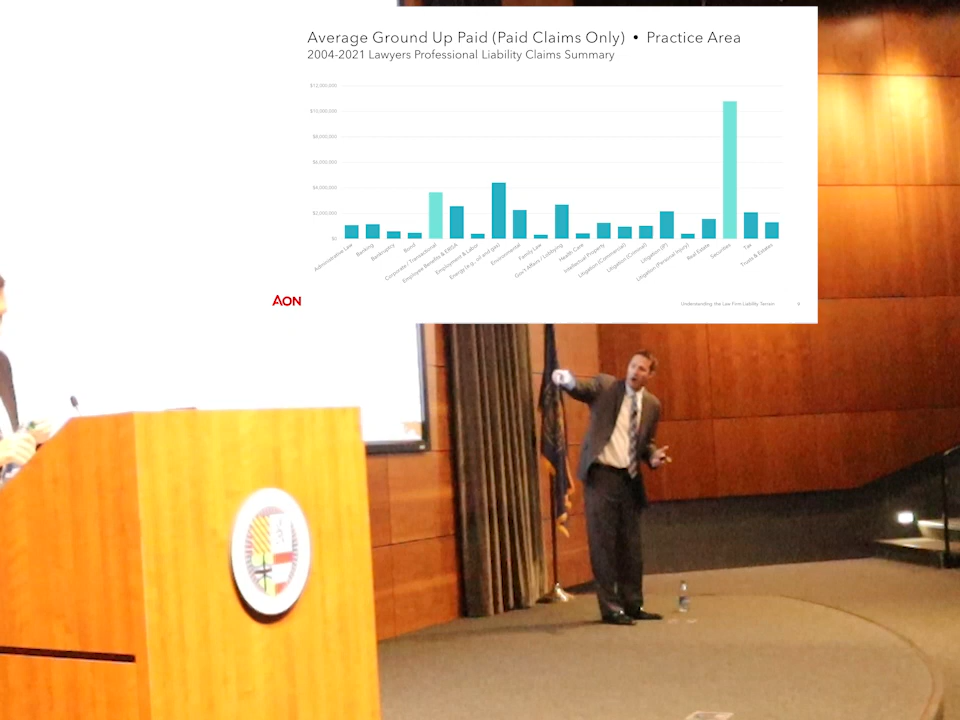 Average Ground Up Paid (Paid Claims Only) • Practice Area
2004-2021 Lawyers Professional Liability Claims Summary
$12,000,000
$10,000,000
$8,000,000
$6,000,000
$4,000,000
$2,000,000
$0
Administrative Law
Banking
Bankruptcy
Bond
Corporate / Transactional
Employee Benefits & ERISA
Employment & Labor
Energy (e.g., oil and gas)
Environmental
Family Law
Gov't Affairs / Lobbying
Health Care
Intellectual Property
Litigation (Commercial)
Litigation (Criminal)
Litigation (IP)
Litigation (Personal Injury)
Real Estate
Securities
Tax
Trusts & Estates
AON
Understanding the Law Firm Liability Terrain